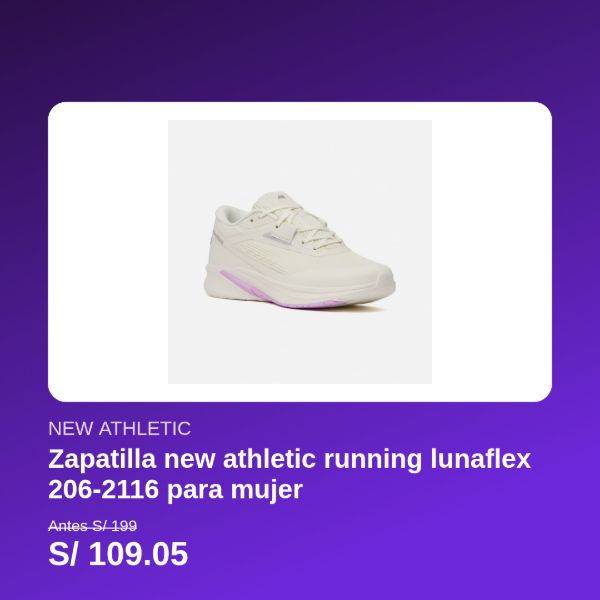 NEW ATHLETIC
Zapatilla new athletic running lunaflex
206-2116 para mujer
Antes S/ 199
S/ 109.05